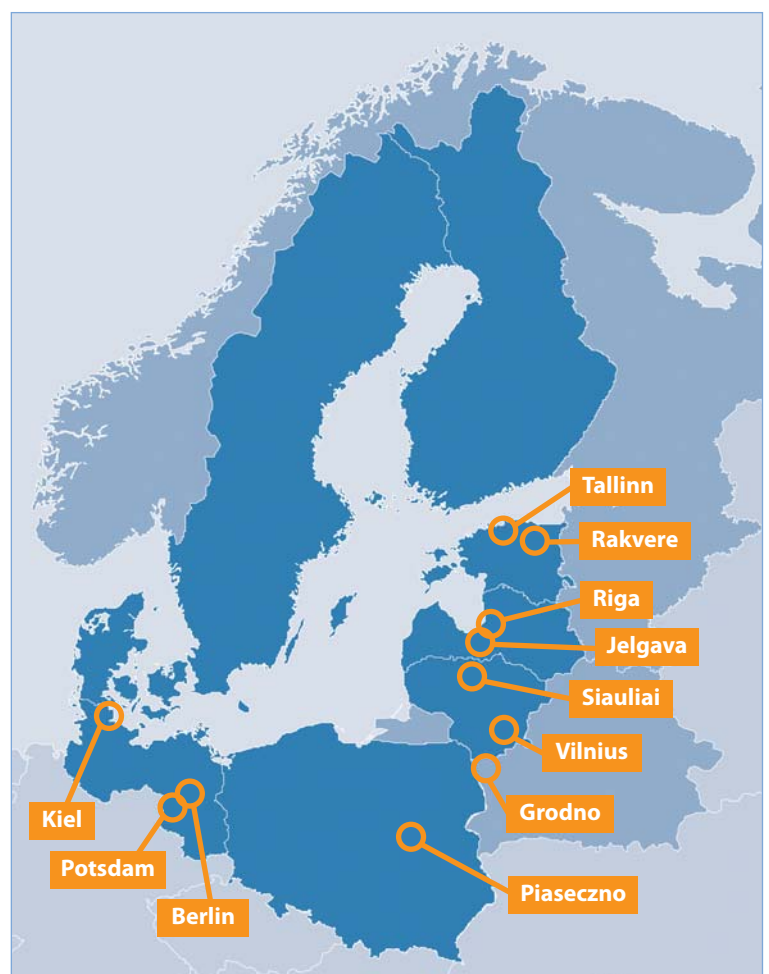 Tallinn
Rakvere
Riga
Jelgava
Siauliai
Vilnius
Grodno
Kiel
Potsdam
Piaseczno
Berlin